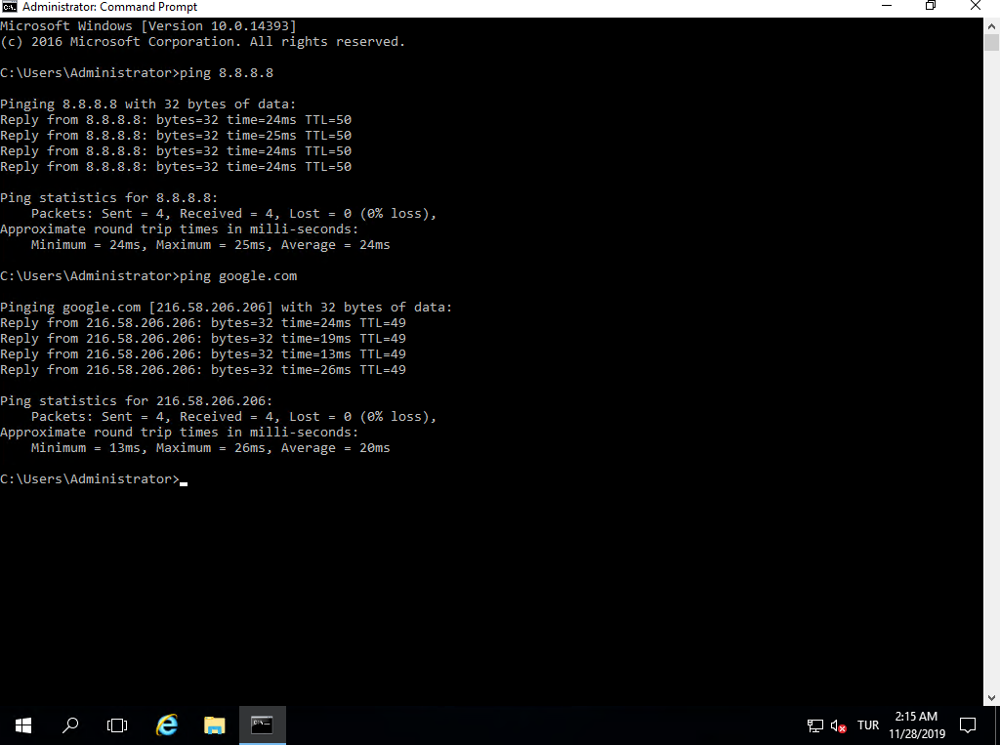 Administrator: Command Prompt
Microsoft Windows [Version 10.0.14393]
(c) 2016 Microsoft Corporation. All rights reserved.
C:\Users\Administrator>ping 8.8.8.8
Pinging 8.8.8.8 with 32 bytes of data:
Reply from 8.8.8.8: bytes=32 time=24ms TTL=50
Reply from 8.8.8.8: bytes=32 time=25ms TTL=50
Reply from 8.8.8.8: bytes=32 time=24ms TTL=50
Reply from 8.8.8.8: bytes=32 time=24ms TTL=50
Ping statistics for 8.8.8.8:
    Packets: Sent = 4, Received = 4, Lost = 0 (0% loss),
Approximate round trip times in milli-seconds:
    Minimum = 24ms, Maximum = 25ms, Average = 24ms
C:\Users\Administrator>ping google.com
Pinging google.com [216.58.206.206] with 32 bytes of data:
Reply from 216.58.206.206: bytes=32 time=24ms TTL=49
Reply from 216.58.206.206: bytes=32 time=19ms TTL=49
Reply from 216.58.206.206: bytes=32 time=13ms TTL=49
Reply from 216.58.206.206: bytes=32 time=26ms TTL=49
Ping statistics for 216.58.206.206:
    Packets: Sent = 4, Received = 4, Lost = 0 (0% loss),
Approximate round trip times in milli-seconds:
    Minimum = 13ms, Maximum = 26ms, Average = 20ms
C:\Users\Administrator>
TUR
2:15 AM
11/28/2019